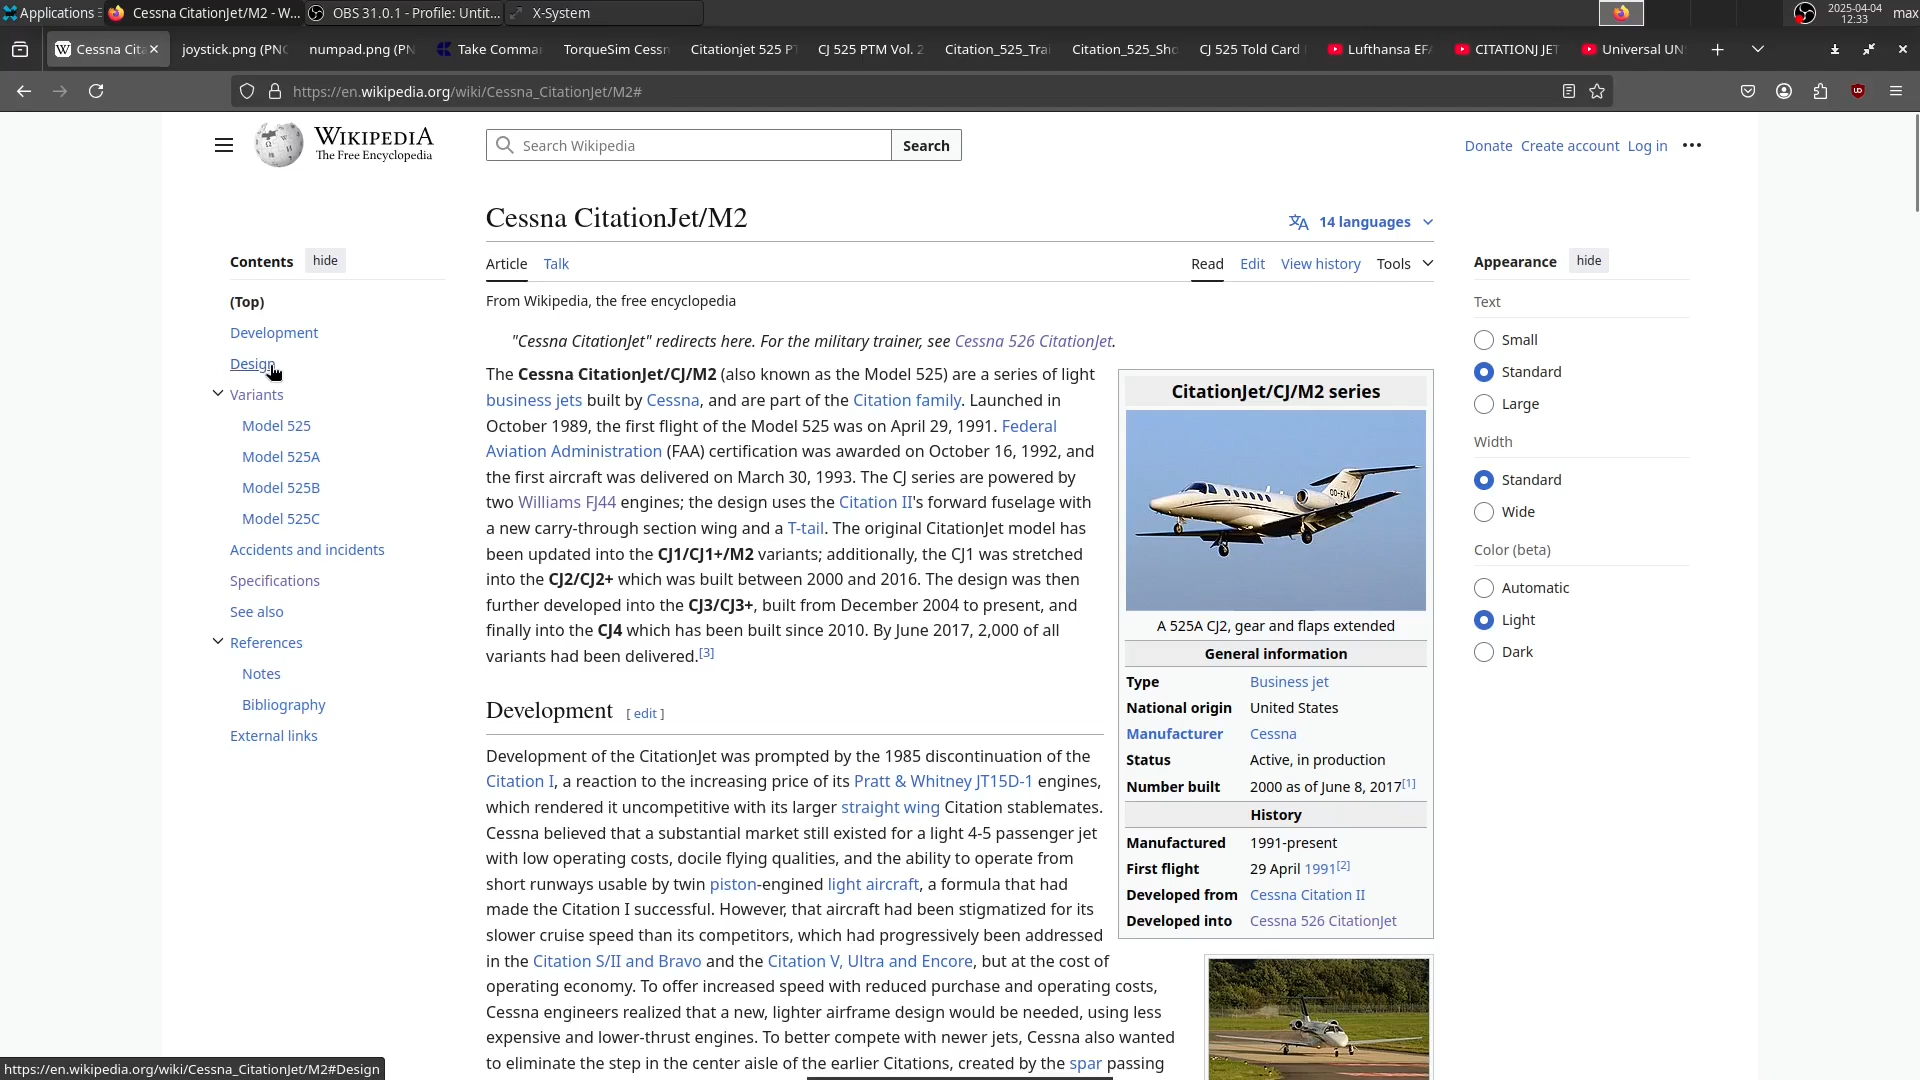 Applications
Cessna CitationJet/M2 - W...
OBS 31.0.1 - Profile: Untit...
X-System
2025-04-04
12:33
max
Cessna Cita
joystick.png (PNG
numpad.png (PN
Take Comma
TorqueSim Cessn
Citationjet 525 PT
CJ 525 PTM Vol. 2
Citation_525_Trai
Citation_525_Sho
CJ 525 Told Card
Lufthansa EFA
CITATIONJ JET
Universal UN
https://en.wikipedia.org/wiki/Cessna_CitationJet/M2#
WIKIPEDIA
The Free Encyclopedia
Search Wikipedia
Search
Donate Create account Log in
Cessna CitationJet/M2
14 languages
Contents hide
Article Talk
Read Edit View history Tools
Appearance hide
From Wikipedia, the free encyclopedia
(Top)
Development
Design
Variants
Model 525
Model 525A
Model 525B
Model 525C
Accidents and incidents
Specifications
See also
References
Notes
Bibliography
External links
"Cessna CitationJet" redirects here. For the military trainer, see Cessna 526 CitationJet.
The Cessna CitationJet/CJ/M2 (also known as the Model 525) are a series of light
business jets built by Cessna, and are part of the Citation family. Launched in
October 1989, the first flight of the Model 525 was on April 29, 1991. Federal
Aviation Administration (FAA) certification was awarded on October 16, 1992, and
the first aircraft was delivered on March 30, 1993. The CJ series are powered by
two Williams FJ44 engines; the design uses the Citation II's forward fuselage with
a new carry-through section wing and a T-tail. The original CitationJet model has
been updated into the CJ1/CJ1+/M2 variants; additionally, the CJ1 was stretched
into the CJ2/CJ2+ which was built between 2000 and 2016. The design was then
further developed into the CJ3/CJ3+, built from December 2004 to present, and
finally into the CJ4 which has been built since 2010. By June 2017, 2,000 of all
variants had been delivered.[3]
Development [ edit ]
Development of the CitationJet was prompted by the 1985 discontinuation of the
Citation I, a reaction to the increasing price of its Pratt & Whitney JT15D-1 engines,
which rendered it uncompetitive with its larger straight wing Citation stablemates.
Cessna believed that a substantial market still existed for a light 4-5 passenger jet
with low operating costs, docile flying qualities, and the ability to operate from
short runways usable by twin piston-engined light aircraft, a formula that had
made the Citation I successful. However, that aircraft had been stigmatized for its
slower cruise speed than its competitors, which had progressively been addressed
in the Citation S/II and Bravo and the Citation V, Ultra and Encore, but at the cost of
operating economy. To offer increased speed with reduced purchase and operating costs,
Cessna engineers realized that a new, lighter airframe design would be needed, using less
expensive and lower-thrust engines. To better compete with newer jets, Cessna also wanted
to eliminate the step in the center aisle of the earlier Citations, created by the spar passing
CitationJet/CJ/M2 series
OO-FLN
A 525A CJ2, gear and flaps extended
General information
Type Business jet
National origin United States
Manufacturer Cessna
Status Active, in production
Number built 2000 as of June 8, 2017[1]
History
Manufactured 1991-present
First flight 29 April 1991[2]
Developed from Cessna Citation II
Developed into Cessna 526 CitationJet
Text
Small
Standard
Large
Width
Standard
Wide
Color (beta)
Automatic
Light
Dark
https://en.wikipedia.org/wiki/Cessna_CitationJet/M2#Design